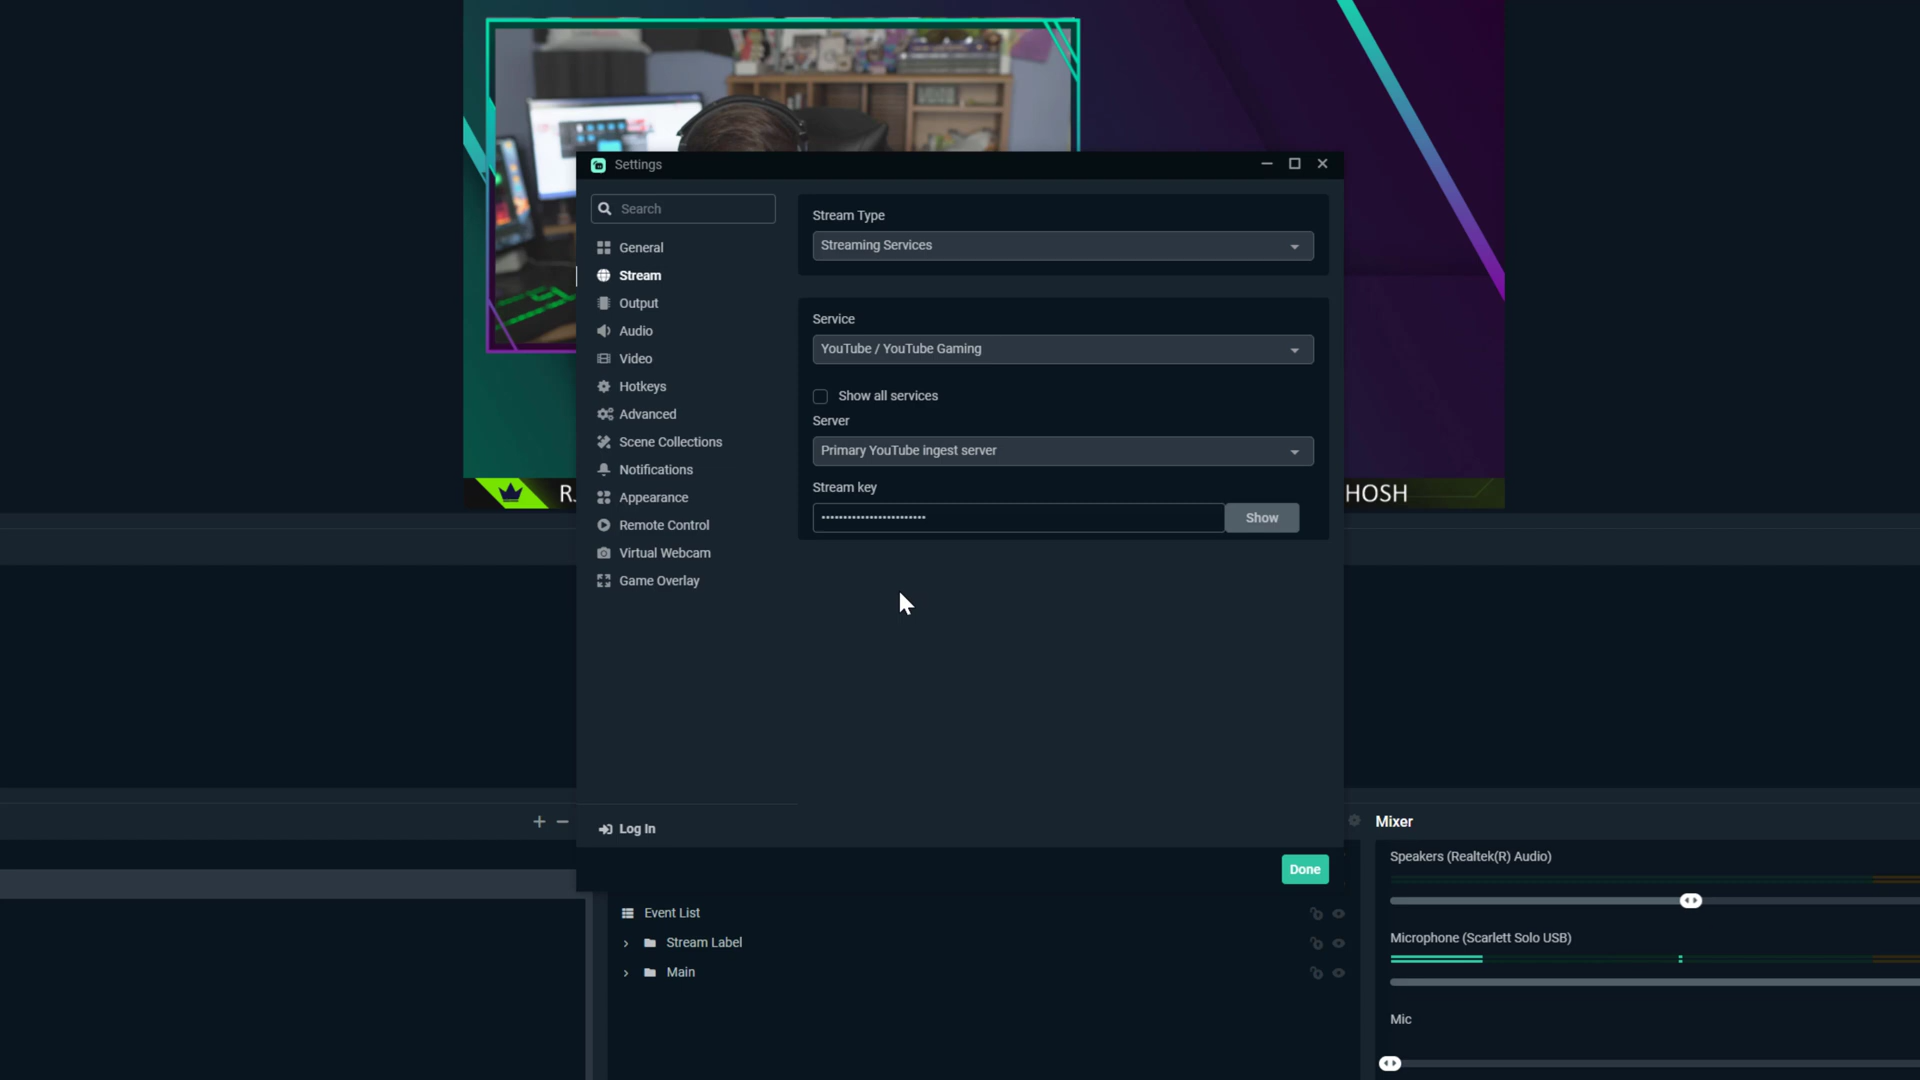 Settings
Search
General
Stream
Output
Audio
Video
Hotkeys
Advanced
Scene Collections
Notifications
Appearance
Remote Control
Virtual Webcam
Game Overlay
Log In
Stream Type
Streaming Services
Service
YouTube / YouTube Gaming
Show all services
Server
Primary YouTube ingest server
Stream key
Show
Done
HOSH
Event List
Stream Label
Main
Mixer
Speakers (Realtek(R) Audio)
Microphone (Scarlett Solo USB)
Mic